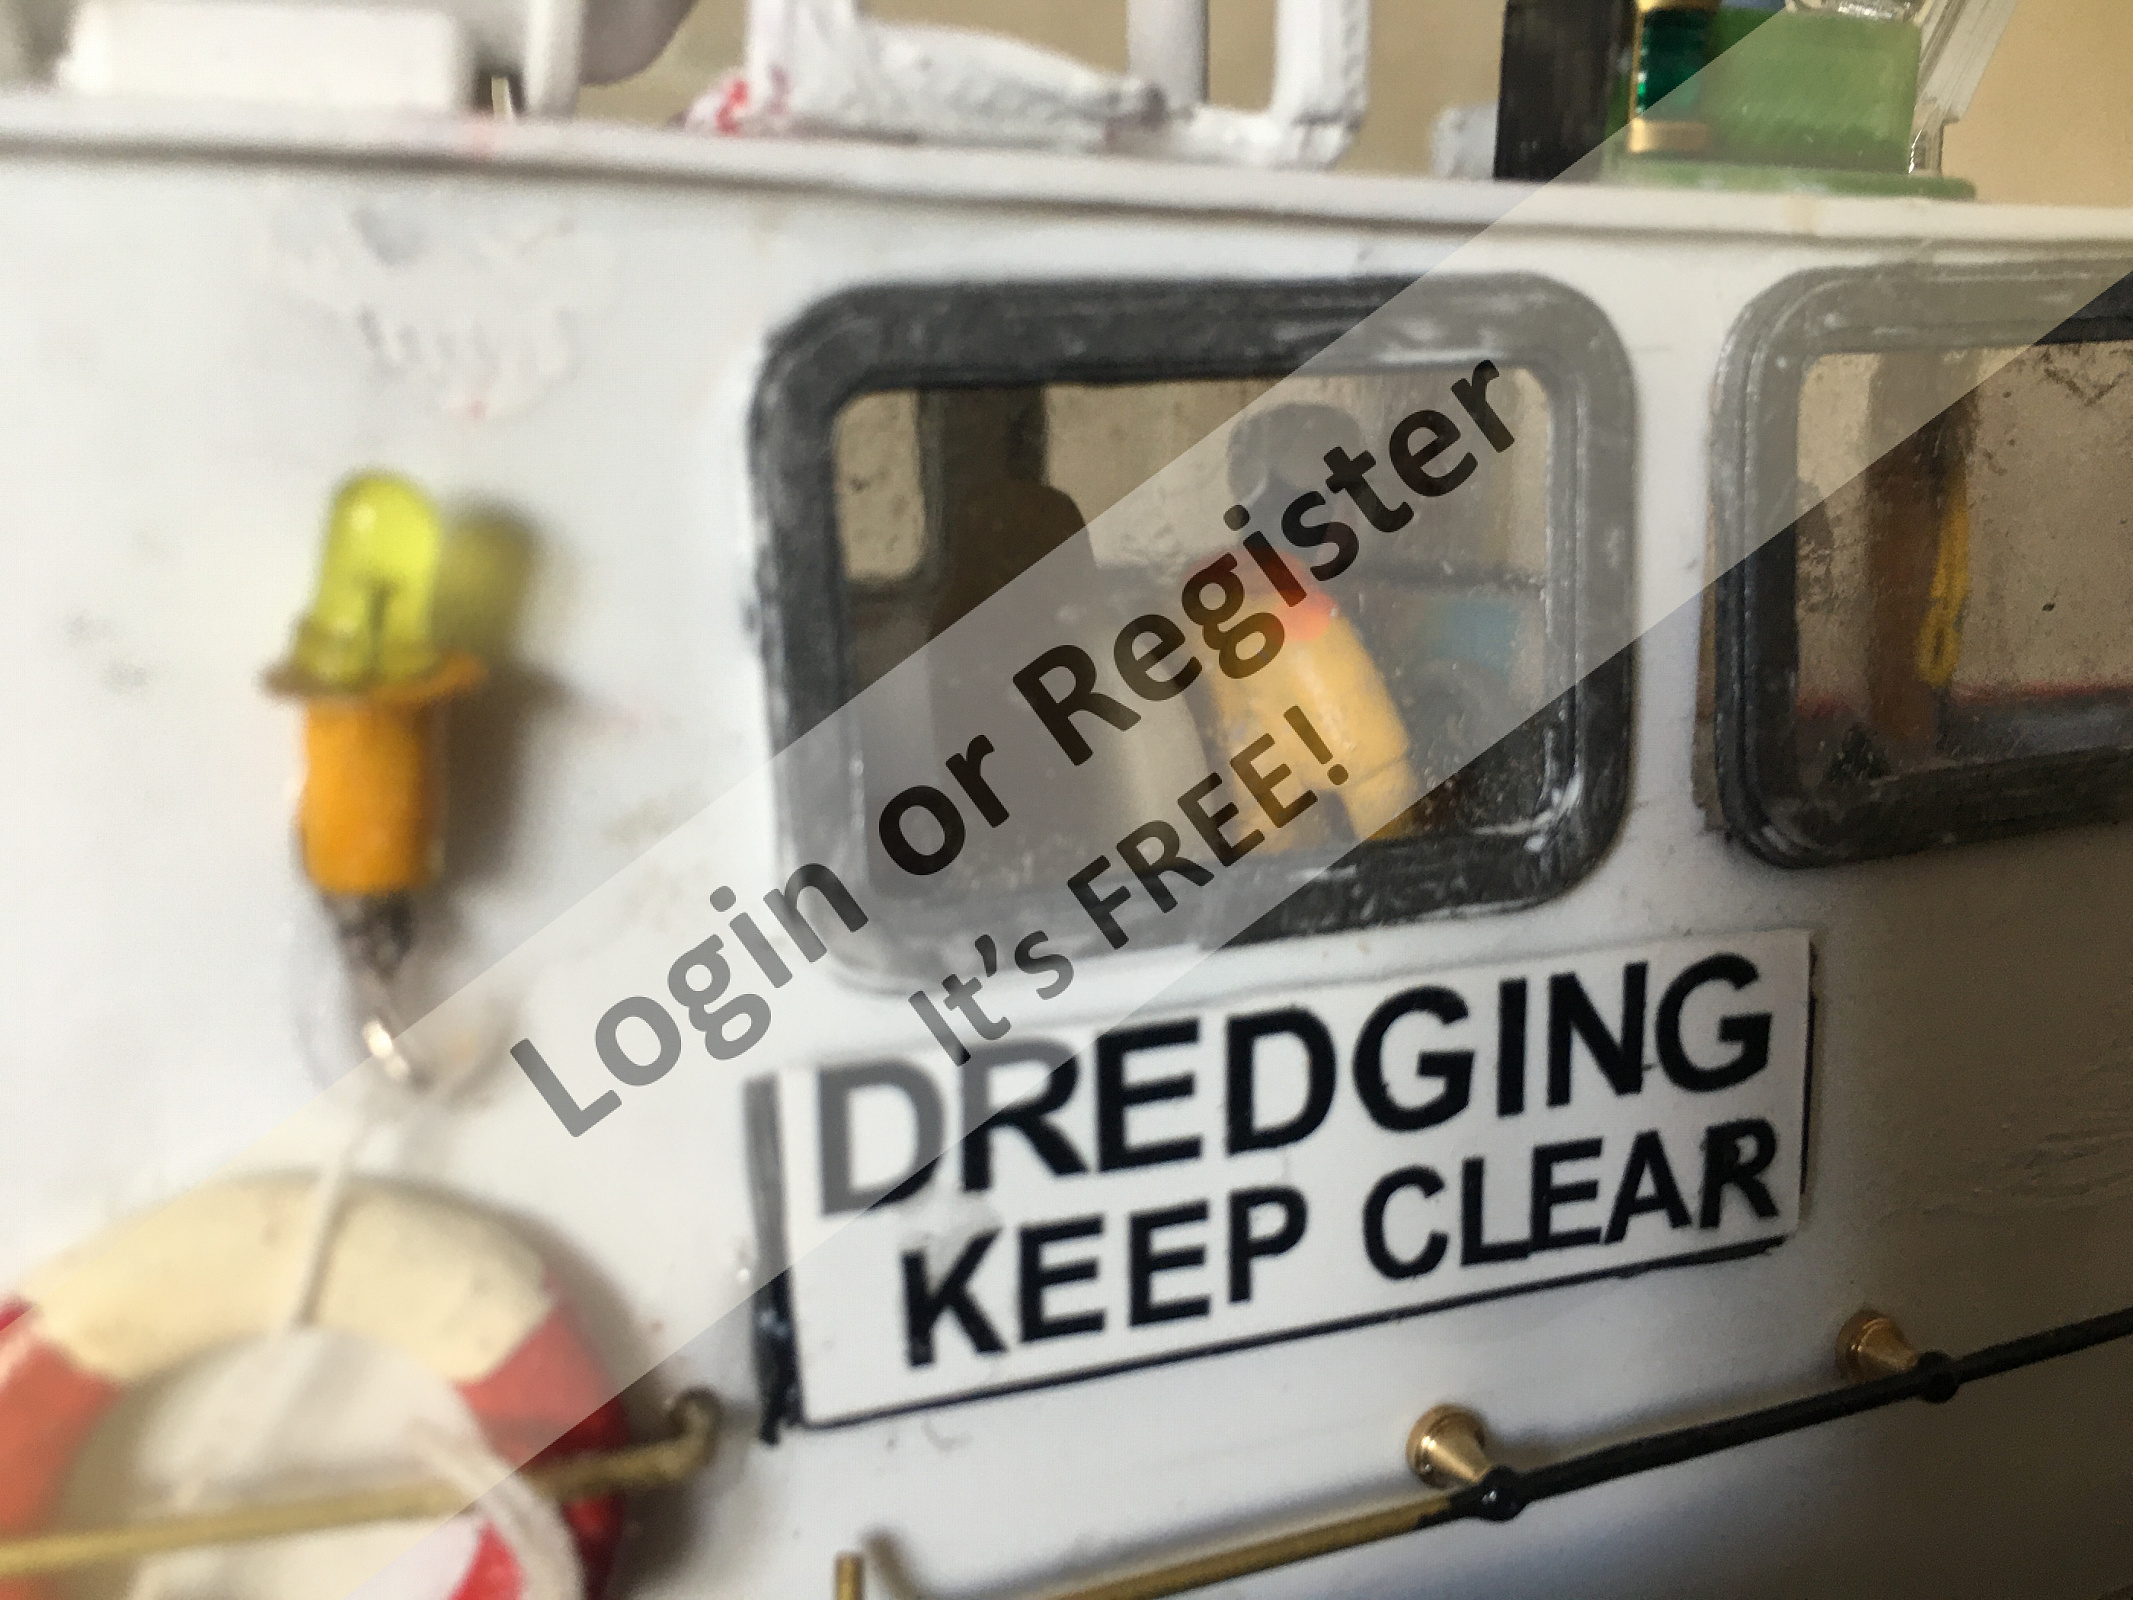 Login or Register
It's FREE!
DREDGING
KEEP CLEAR